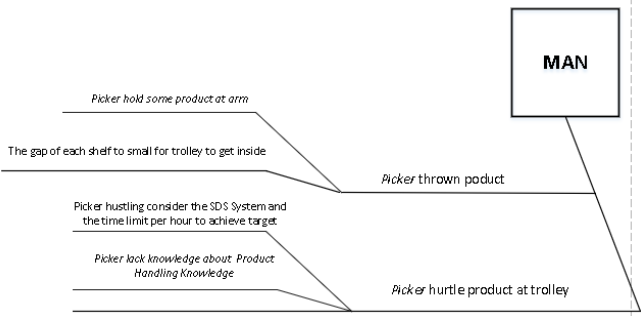 MAN
Picker hold some product at arm
The gap of each shelf to small for trolley to get inside
Picker thrown poduct
Picker hustling consider the SDS System and
the time limit per hour to achieve target
Picker lack knowledge about Product
Handling Knowledge
Picker hurtle product at trolley